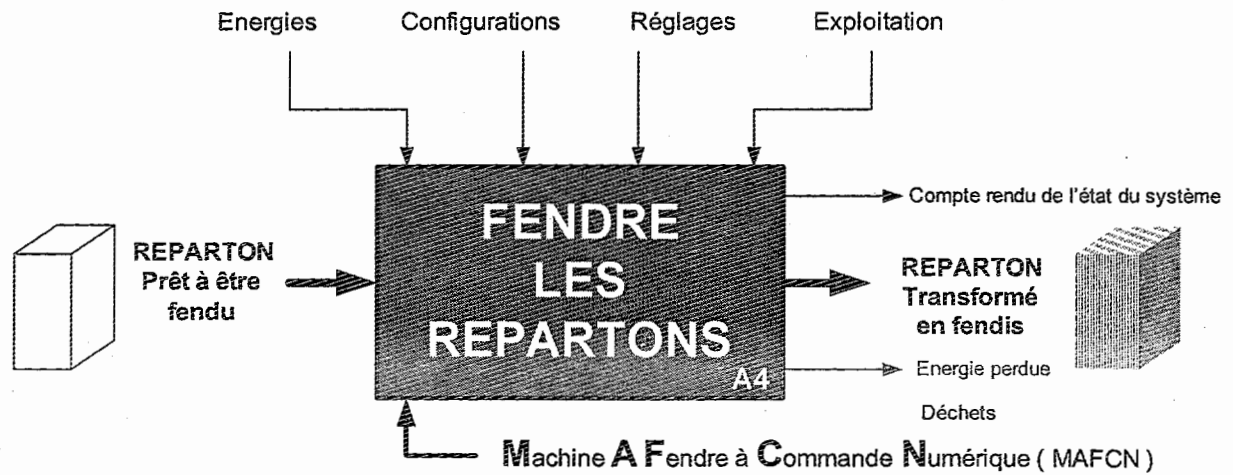 Energies Configurations Réglages Exploitation
Compte rendu de l'état du système
REPARTON
Prêt à être
fendu
FENDRE
LES
REPARTONS
A4
REPARTON
Transformé
en fendis
Energie perdue
Déchets
Machine A Fendre à Commande Numérique ( MAFCN )